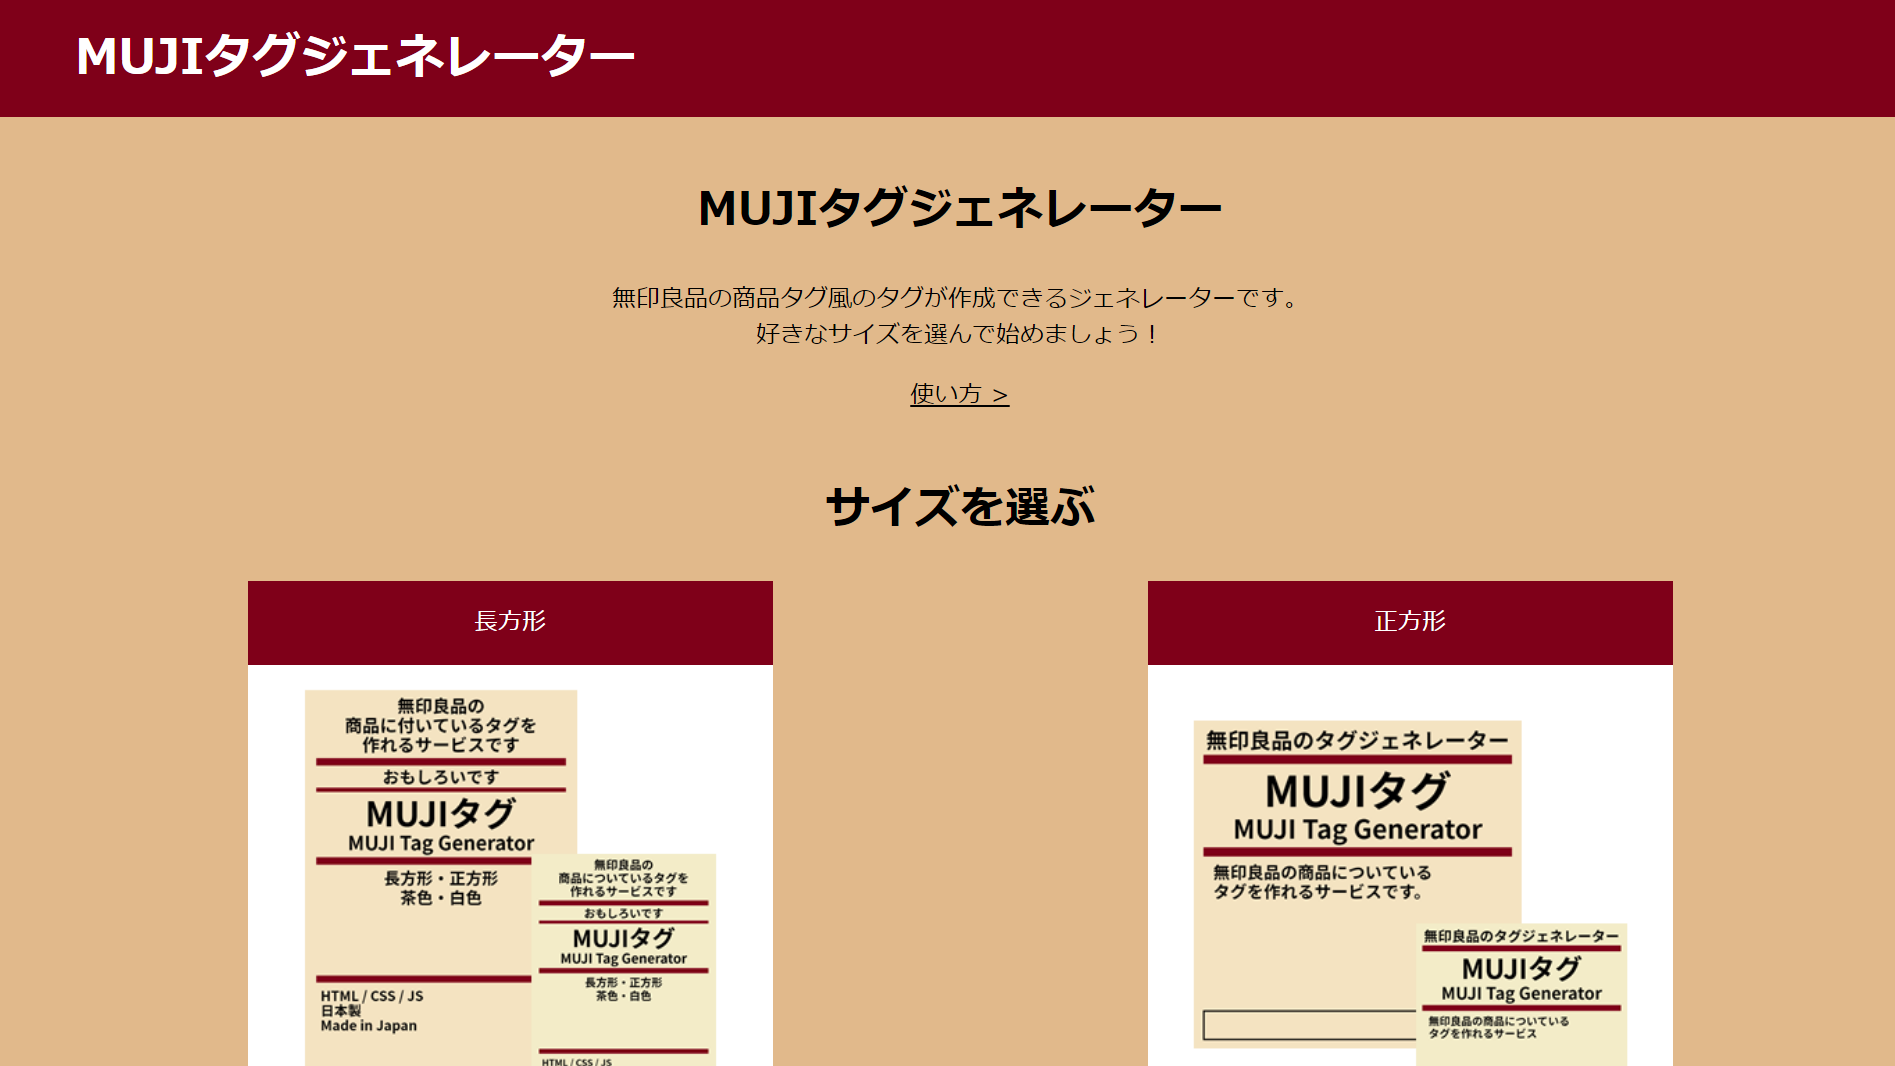 MUJIタグジェネレーター
MUJIタグジェネレーター
無印良品の商品タグ風のタグが作成できるジェネレーターです。
好きなサイズを選んで始めましょう！
使い方 >
サイズを選ぶ
長方形
無印良品の
商品に付いているタグを
作れるサービスです
おもしろいです
MUJIタグ
MUJI Tag Generator
長方形・正方形
茶色・白色
HTML / CSS / JS
日本製
Made in Japan
無印良品の
商品についているタグを
作れるサービスです
おもしろいです
MUJIタグ
MUJI Tag Generator
長方形・正方形
茶色・白色
HTML / CSS / JS
正方形
無印良品のタグジェネレーター
MUJIタグ
MUJI Tag Generator
無印良品の商品についている
タグを作れるサービスです。
無印良品のタグジェネレーター
MUJIタグ
MUJI Tag Generator
無印良品の商品についている
タグを作れるサービス